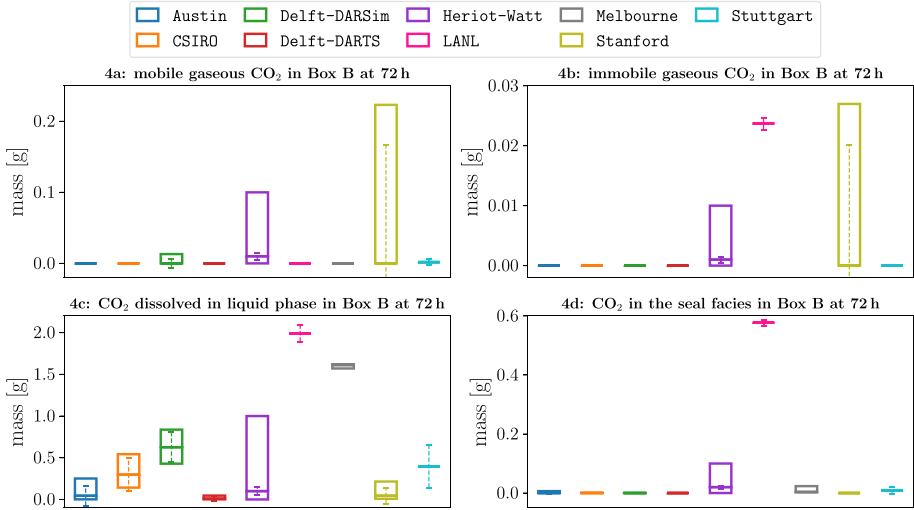 Austin Delft-DARSim Heriot-Watt Melbourne Stuttgart
CSIRO Delft-DARTS LANL Stanford
4a: mobile gaseous CO₂ in Box B at 72 h
mass [g]
0.2
0.1
0.0
4b: immobile gaseous CO₂ in Box B at 72 h
mass [g]
0.03
0.02
0.01
0.00
4c: CO₂ dissolved in liquid phase in Box B at 72 h
mass [g]
2.0
1.5
1.0
0.5
0.0
4d: CO₂ in the seal facies in Box B at 72 h
mass [g]
0.6
0.4
0.2
0.0